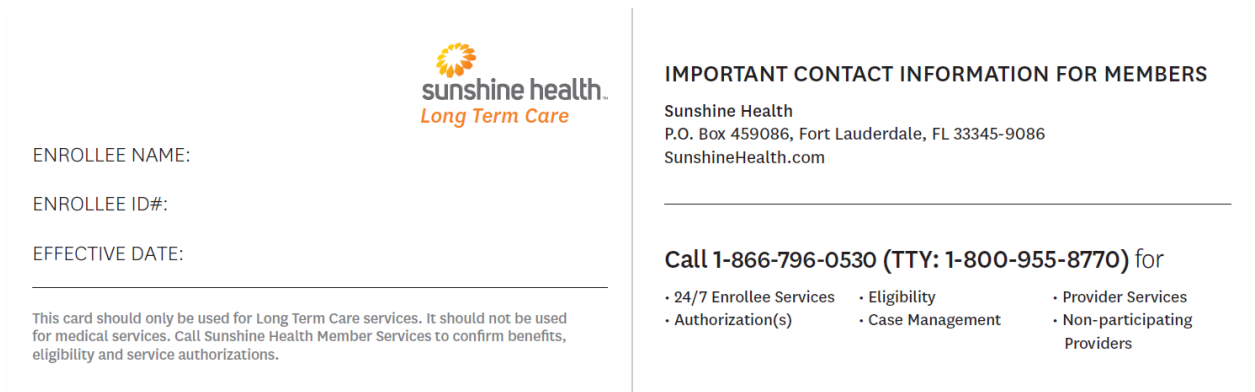 sunshine health™
Long Term Care
ENROLLEE NAME:
ENROLLEE ID#:
EFFECTIVE DATE:
This card should only be used for Long Term Care services. It should not be used
for medical services. Call Sunshine Health Member Services to confirm benefits,
eligibility and service authorizations.
IMPORTANT CONTACT INFORMATION FOR MEMBERS
Sunshine Health
P.O. Box 459086, Fort Lauderdale, FL 33345-9086
SunshineHealth.com
Call 1-866-796-0530 (TTY: 1-800-955-8770) for
• 24/7 Enrollee Services
• Authorization(s)
• Eligibility
• Case Management
• Provider Services
• Non-participating
Providers